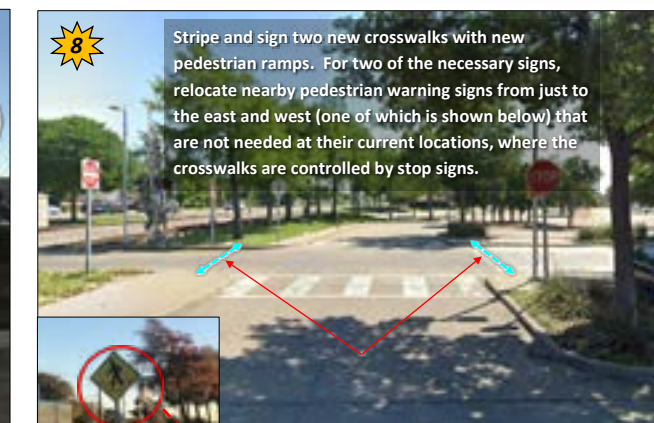 8
Stripe and sign two new crosswalks with new
pedestrian ramps. For two of the necessary signs,
relocate nearby pedestrian warning signs from just to
the east and west (one of which is shown below) that
are not needed at their current locations, where the
crosswalks are controlled by stop signs.
STOP